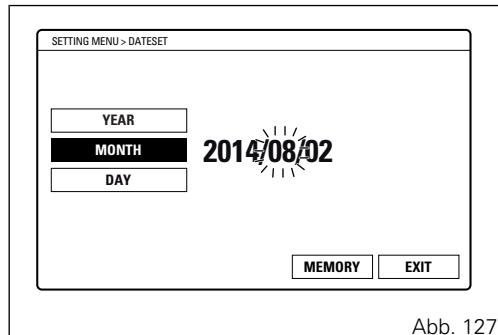 SETTING MENU > DATESET
YEAR
MONTH
2014/08/02
DAY
MEMORY
EXIT
Abb. 127